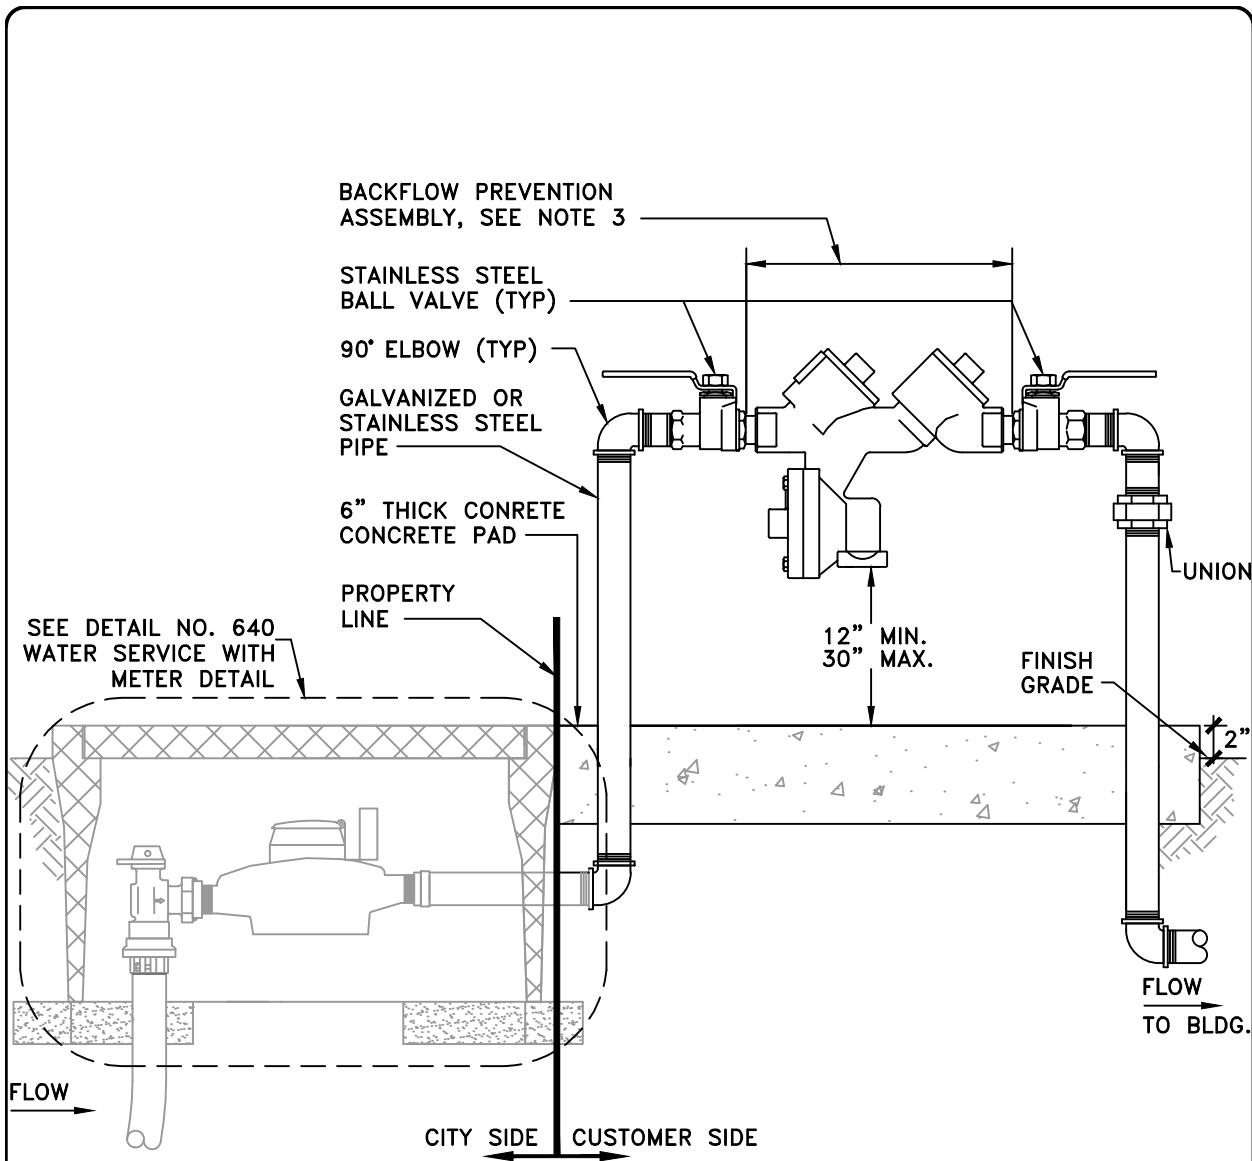 BACKFLOW PREVENTION
ASSEMBLY, SEE NOTE 3
STAINLESS STEEL
BALL VALVE (TYP)
90° ELBOW (TYP)
GALVANIZED OR
STAINLESS STEEL
PIPE
6” THICK CONRETE
CONCRETE PAD
PROPERTY
LINE
SEE DETAIL NO. 640
WATER SERVICE WITH
METER DETAIL
12” MIN.
30” MAX.
UNION
FINISH
GRADE
2”
FLOW
TO BLDG.
FLOW
CITY SIDE
CUSTOMER SIDE